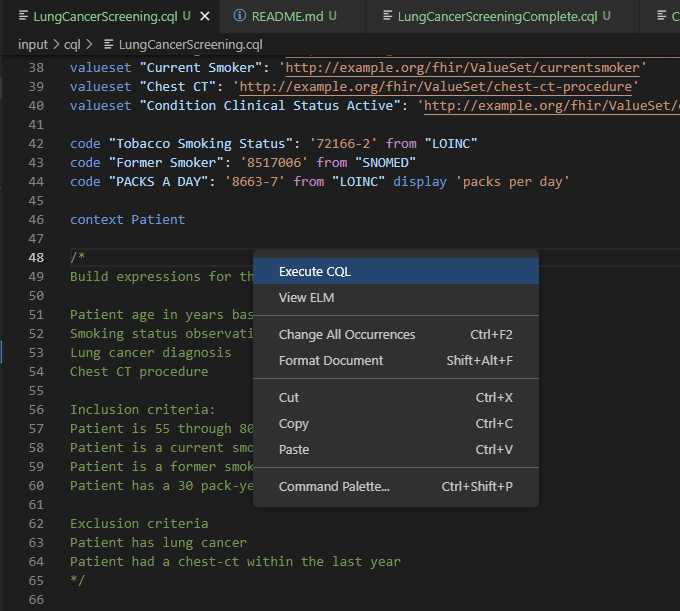 LungCancerScreening.cql U
README.md U
LungCancerScreeningComplete.cql U
input > cql > LungCancerScreening.cql
38 valueset "Current Smoker": 'http://example.org/fhir/ValueSet/currentsmoker'
39 valueset "Chest CT": 'http://example.org/fhir/ValueSet/chest-ct-procedure'
40 valueset "Condition Clinical Status Active": 'http://example.org/fhir/ValueSet/
41
42 code "Tobacco Smoking Status": '72166-2' from "LOINC"
43 code "Former Smoker": '8517006' from "SNOMED"
44 code "PACKS A DAY": '8663-7' from "LOINC" display 'packs per day'
45
46 context Patient
47
48 /*
49 Build expressions for th
50
51 Patient age in years bas
52 Smoking status observati
53 Lung cancer diagnosis
54 Chest CT procedure
55
56 Inclusion criteria:
57 Patient is 55 through 80
58 Patient is a current smo
59 Patient is a former smok
60 Patient has a 30 pack-ye
61
62 Exclusion criteria
63 Patient has lung cancer
64 Patient had a chest-ct within the last year
65 */
66
Execute CQL
View ELM
Change All Occurrences Ctrl+F2
Format Document Shift+Alt+F
Cut Ctrl+X
Copy Ctrl+C
Paste Ctrl+V
Command Palette... Ctrl+Shift+P